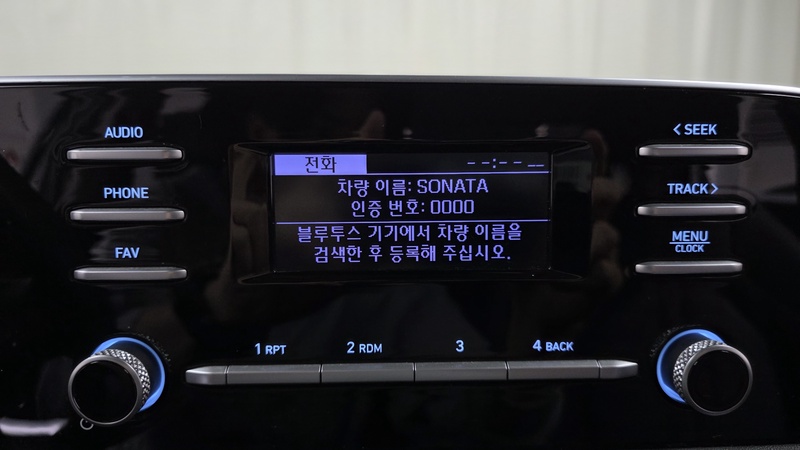 AUDIO
PHONE
FAV
전화 --:-- --
차량 이름: SONATA
인증 번호: 0000
블루투스 기기에서 차량 이름을
검색한 후 등록해 주십시오.
< SEEK
TRACK >
MENU
CLOCK
1 RPT
2 RDM
3
4 BACK